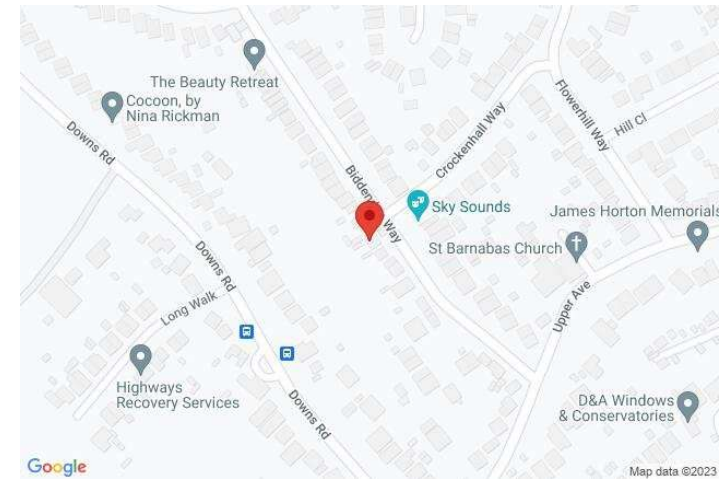 The Beauty Retreat
Cocoon, by
Nina Rickman
Downs Rd
Crockenhall Way
Flowerhill Way
Hill Cl
Way
Sky Sounds
James Horton Memorials
St Barnabas Church
Downs Rd
Long Walk
Upper Ave
Highways
Recovery Services
Downs Rd
D&A Windows
& Conservatories
Google
Map data ©2023